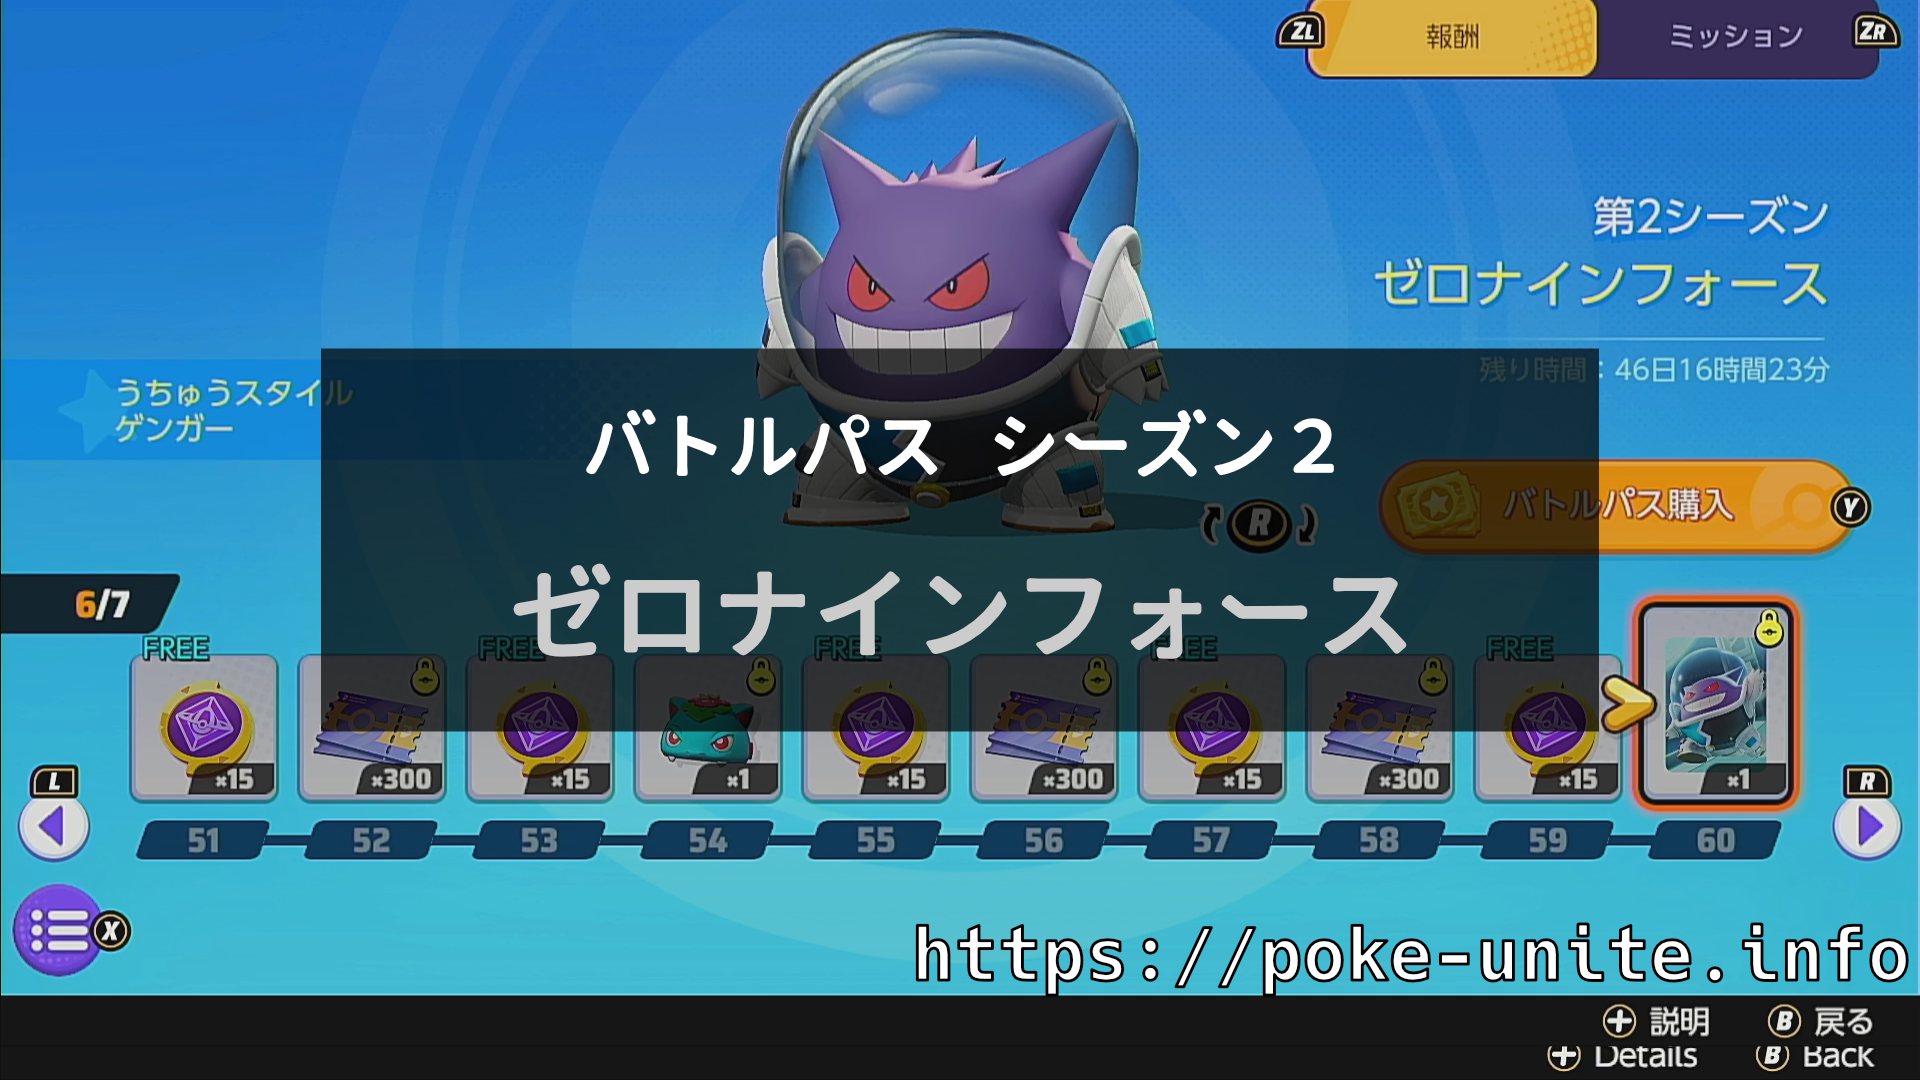 ZL
報酬
ミッション
ZR
第2シーズン
ゼロナインフォース
残り時間：46日16時間23分
うちゅうスタイル
ゲンガー
バトルパス シーズン２
R
バトルパス購入
Y
ゼロナインフォース
6/7
FREE
FREE
FREE
FREE
FREE
×15
×300
×15
×1
×15
×300
×15
×300
×15
×1
L
R
51
52
53
54
55
56
57
58
59
60
X
https://poke-unite.info
+ 説明
B 戻る
+ Details
B Back